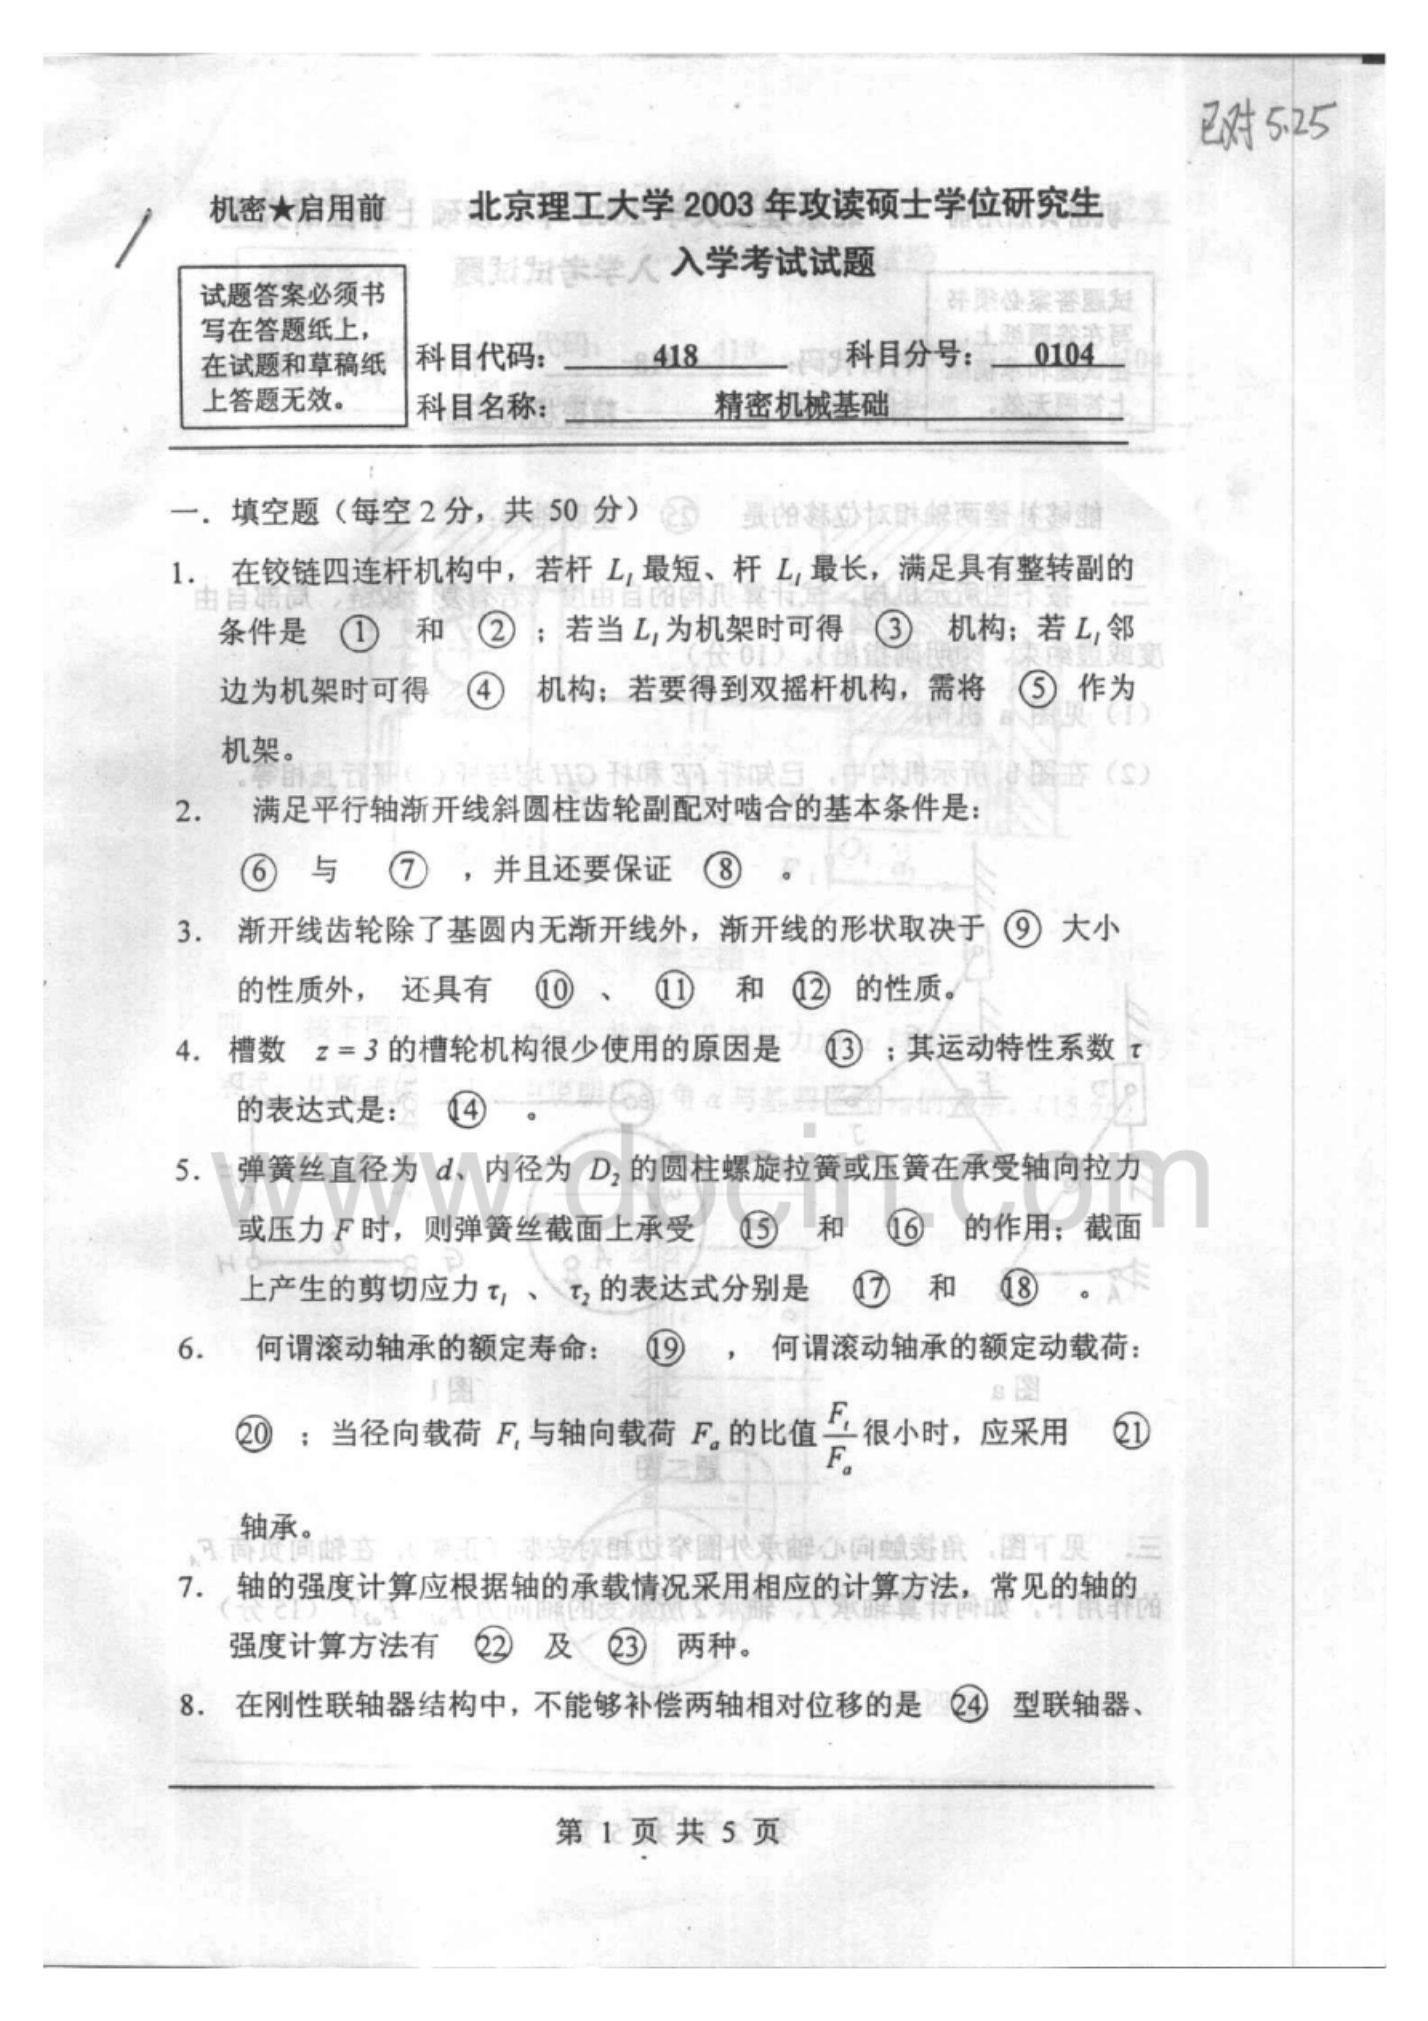 已对 5.25
机密★启用前 北京理工大学 2003 年攻读硕士学位研究生
入学考试试题
试题答案必须书
写在答题纸上，
在试题和草稿纸
上答题无效。
科目代码： 418 科目分号： 0104
科目名称： 精密机械基础
一．填空题（每空 2 分，共 50 分）
1． 在铰链四连杆机构中，若杆 L₁ 最短、杆 L₁ 最长，满足具有整转副的
条件是 ① 和 ② ；若当 L₁ 为机架时可得 ③ 机构；若 L₁ 邻
边为机架时可得 ④ 机构；若要得到双摇杆机构，需将 ⑤ 作为
机架。
2． 满足平行轴渐开线斜圆柱齿轮副配对啮合的基本条件是：
⑥ 与 ⑦ ，并且还要保证 ⑧ 。
3． 渐开线齿轮除了基圆内无渐开线外，渐开线的形状取决于 ⑨ 大小
的性质外， 还具有 ⑩ 、 ⑪ 和 ⑫ 的性质。
4． 槽数 z = 3 的槽轮机构很少使用的原因是 ⑬ ；其运动特性系数 τ
的表达式是： ⑭ 。
5． 弹簧丝直径为 d、内径为 D₂ 的圆柱螺旋拉簧或压簧在承受轴向拉力
或压力 F 时，则弹簧丝截面上承受 ⑮ 和 ⑯ 的作用；截面
上产生的剪切应力 τ₁ 、 τ₂ 的表达式分别是 ⑰ 和 ⑱ 。
6． 何谓滚动轴承的额定寿命： ⑲ ， 何谓滚动轴承的额定动载荷：
⑳ ；当径向载荷 Fₜ 与轴向载荷 Fₐ 的比值 Fₜ/Fₐ 很小时，应采用 ㉑
轴承。
7． 轴的强度计算应根据轴的承载情况采用相应的计算方法，常见的轴的
强度计算方法有 ㉒ 及 ㉓ 两种。
8． 在刚性联轴器结构中，不能够补偿两轴相对位移的是 ㉔ 型联轴器、
第 1 页 共 5 页
www.docin.com